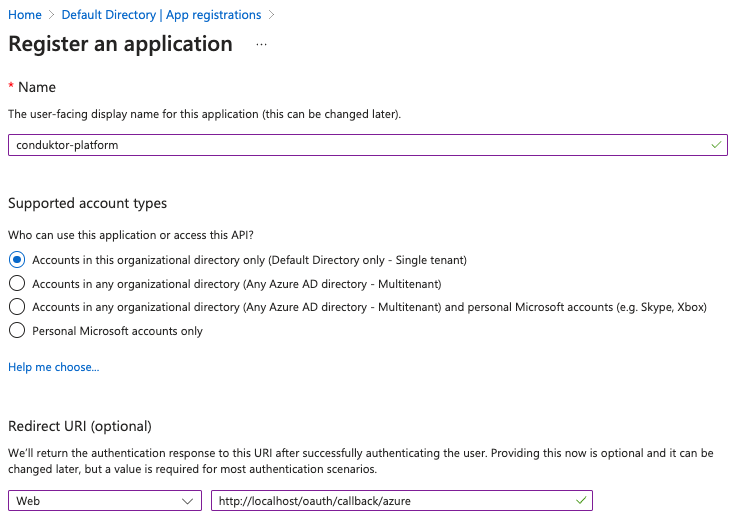 Home > Default Directory | App registrations >
Register an application ...
* Name
The user-facing display name for this application (this can be changed later).
conduktor-platform
Supported account types
Who can use this application or access this API?
Accounts in this organizational directory only (Default Directory only - Single tenant)
Accounts in any organizational directory (Any Azure AD directory - Multitenant)
Accounts in any organizational directory (Any Azure AD directory - Multitenant) and personal Microsoft accounts (e.g. Skype, Xbox)
Personal Microsoft accounts only
Help me choose...
Redirect URI (optional)
We'll return the authentication response to this URI after successfully authenticating the user. Providing this now is optional and it can be
changed later, but a value is required for most authentication scenarios.
Web http://localhost/oauth/callback/azure